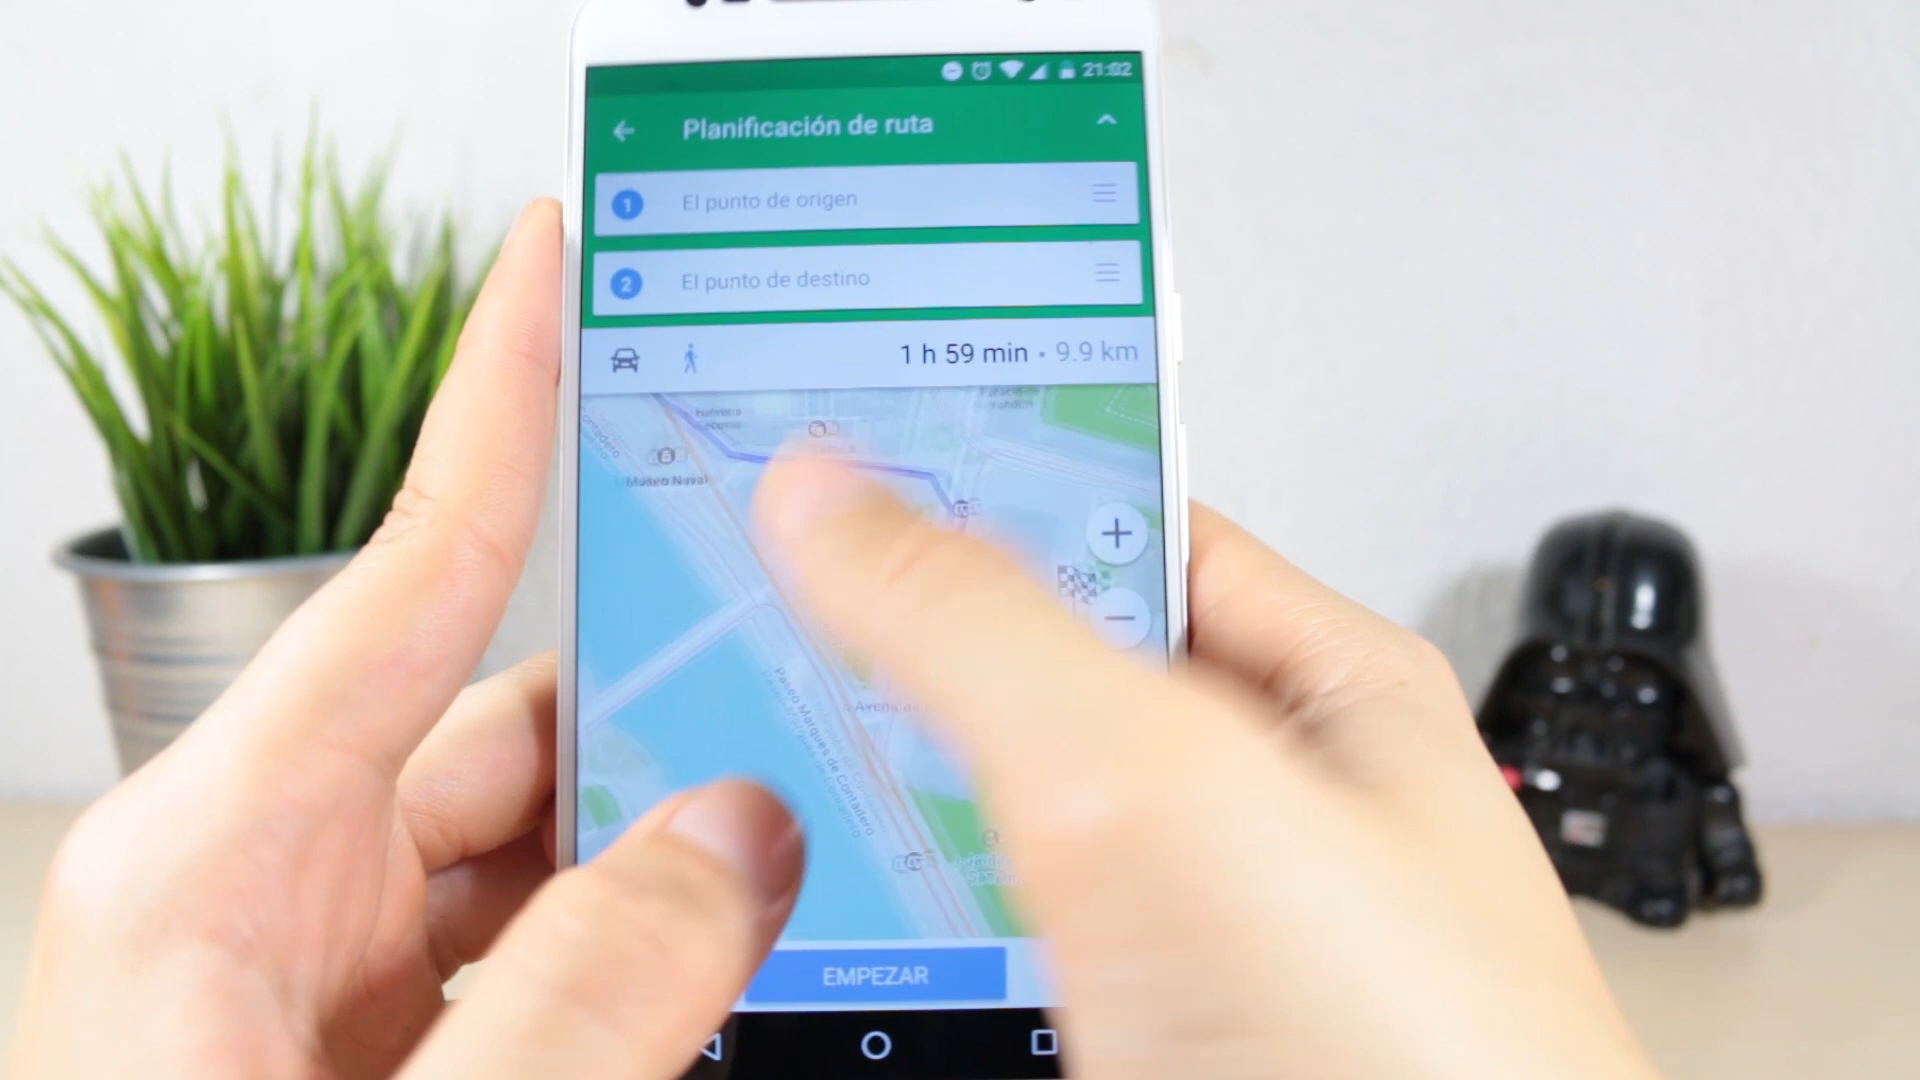 21:02
Planificación de ruta
1 El punto de origen
2 El punto de destino
1 h 59 min • 9.9 km
Museo Naval
Paseo Marqués de Contadero
Avenida
EMPEZAR